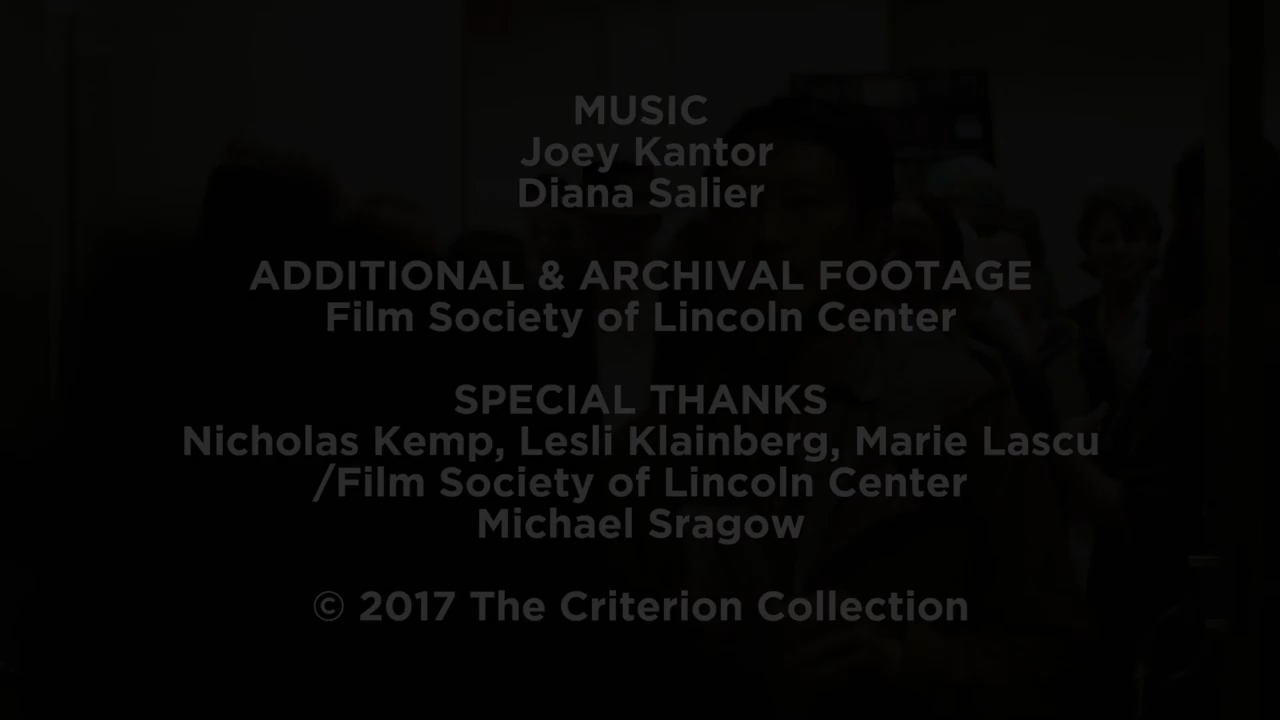 MUSIC
Joey Kantor
Diana Salier
ADDITIONAL & ARCHIVAL FOOTAGE
Film Society of Lincoln Center
SPECIAL THANKS
Nicholas Kemp, Lesli Klainberg, Marie Lascu
/Film Society of Lincoln Center
Michael Sragow
© 2017 The Criterion Collection